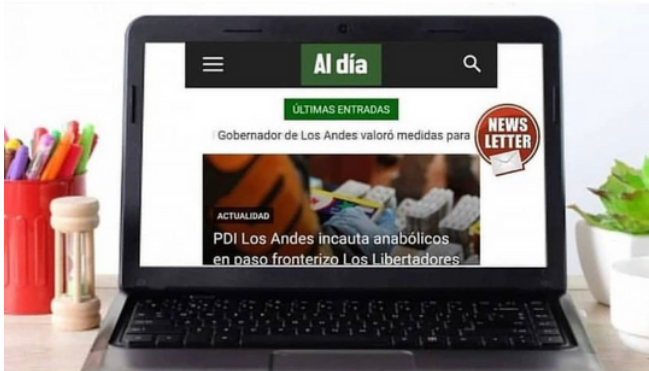 Al día
ÚLTIMAS ENTRADAS
Gobernador de Los Andes valoró medidas para
NEWS
LETTER
ACTUALIDAD
PDI Los Andes incauta anabólicos
en paso fronterizo Los Libertadores